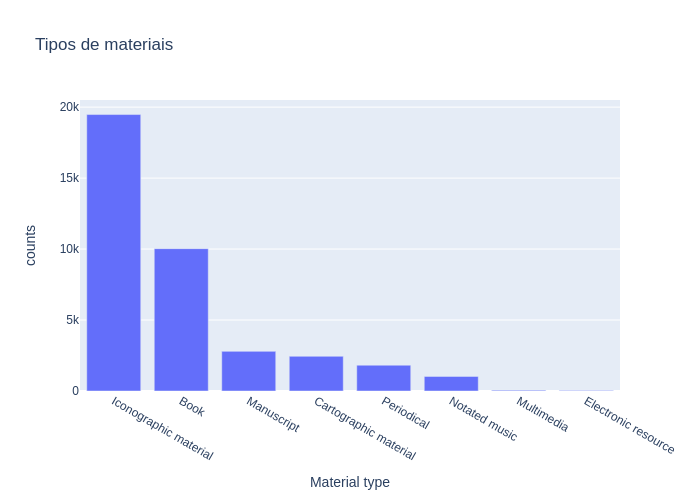 Tipos de materiais
counts
20k
15k
10k
5k
0
Iconographic material
Book
Manuscript
Cartographic material
Periodical
Notated music
Multimedia
Electronic resource
Material type